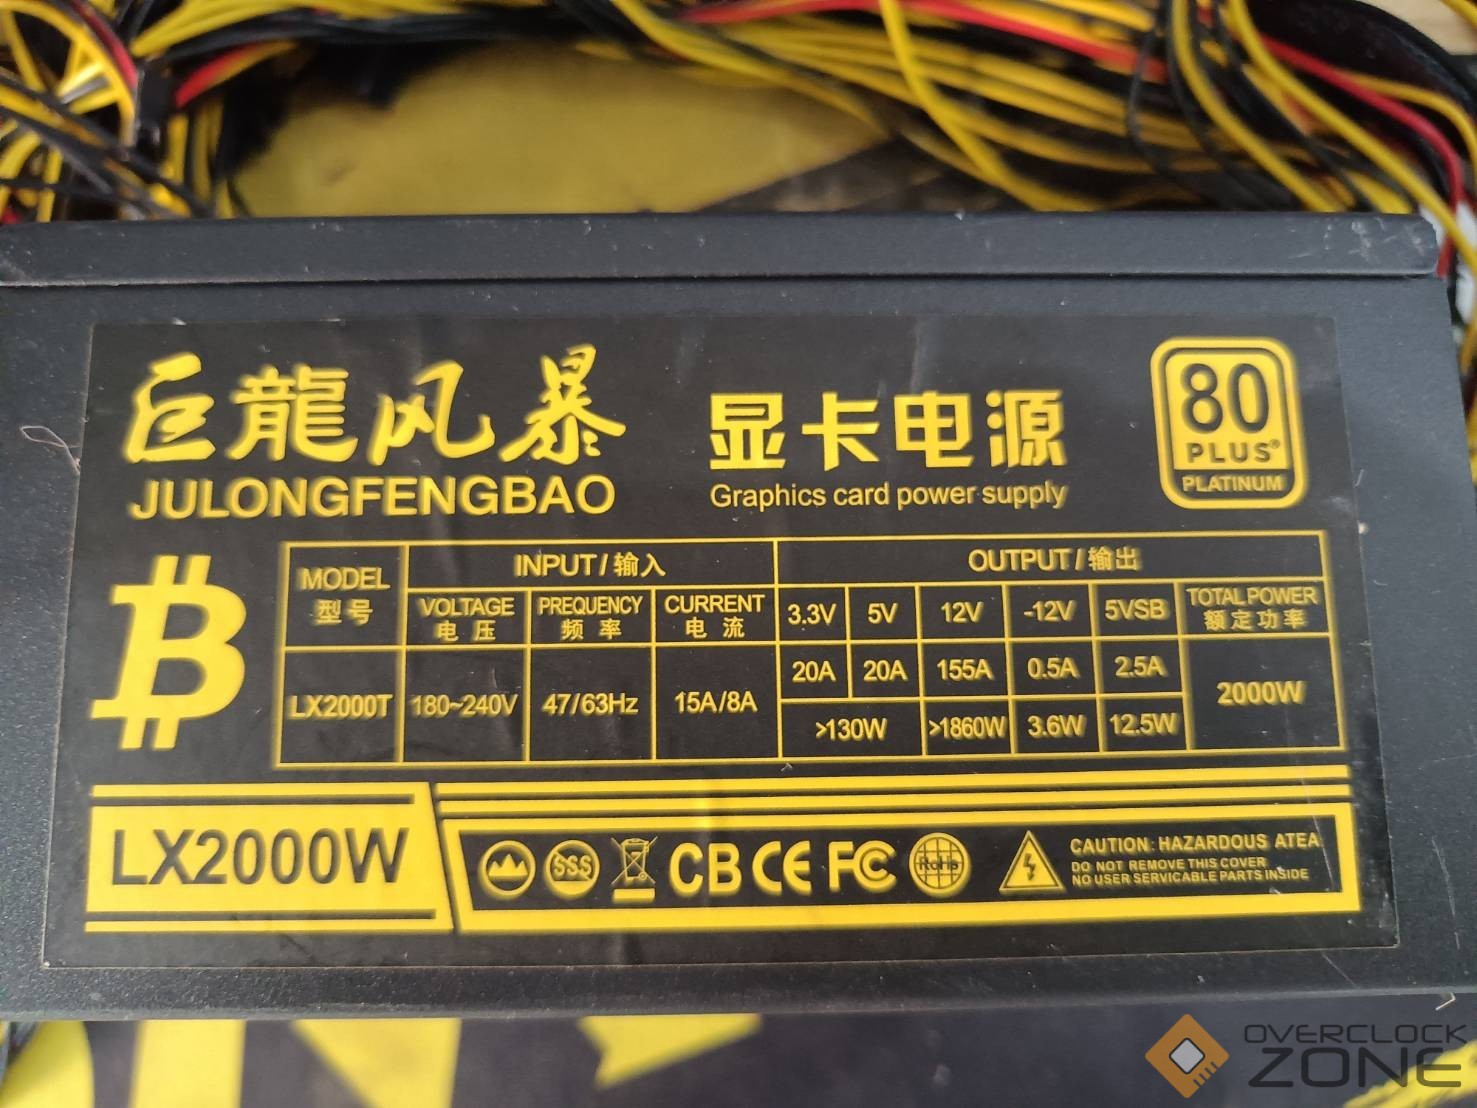 巨龍风暴
JULONGFENGBAO
显卡电源
Graphics card power supply
80
PLUS®
PLATINUM
MODEL
型号
INPUT/输入
OUTPUT/输出
VOLTAGE
电压
PREQUENCY
频率
CURRENT
电流
3.3V 5V 12V -12V 5VSB
TOTAL POWER
额定功率
LX2000T 180~240V 47/63Hz 15A/8A
20A 20A 155A 0.5A 2.5A
>130W >1860W 3.6W 12.5W
2000W
LX2000W
SSS
CB CE FC
RoHS
CAUTION: HAZARDOUS ATEA
DO NOT REMOVE THIS COVER
NO USER SERVICABLE PARTS INSIDE
OVERCLOCK
ZONE